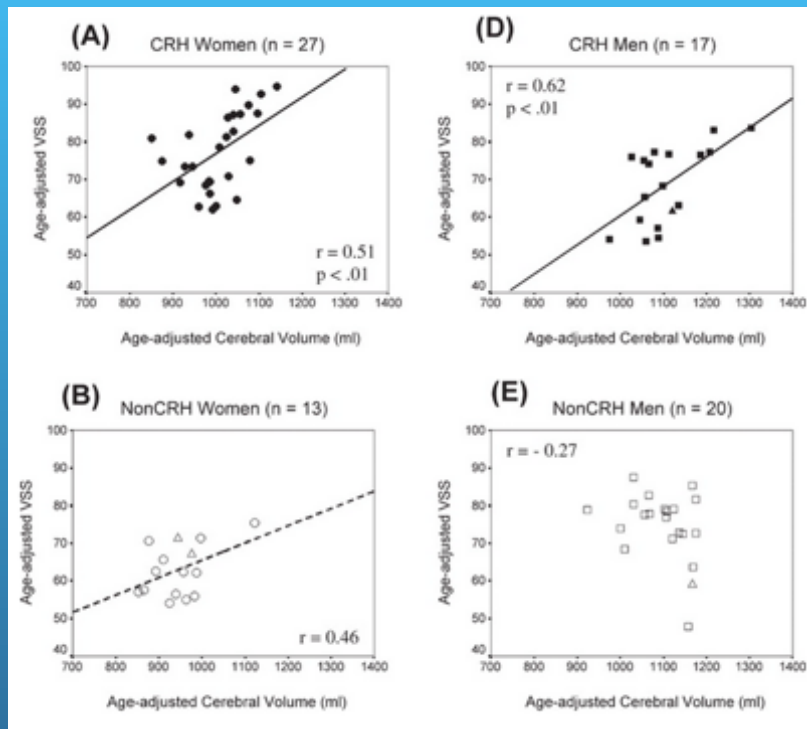 (A)
CRH Women (n = 27)
100
90
80
70
60
50
40
Age-adjusted VSS
r = 0.51
p < .01
700 800 900 1000 1100 1200 1300 1400
Age-adjusted Cerebral Volume (ml)
(D)
CRH Men (n = 17)
100
90
80
70
60
50
40
Age-adjusted VSS
r = 0.62
p < .01
700 800 900 1000 1100 1200 1300 1400
Age-adjusted Cerebral Volume (ml)
(B)
NonCRH Women (n = 13)
100
90
80
70
60
50
40
Age-adjusted VSS
r = 0.46
700 800 900 1000 1100 1200 1300 1400
Age-adjusted Cerebral Volume (ml)
(E)
NonCRH Men (n = 20)
100
90
80
70
60
50
40
Age-adjusted VSS
r = - 0.27
800 900 1000 1100 1200 1300 1400
Age-adjusted Cerebral Volume (ml)